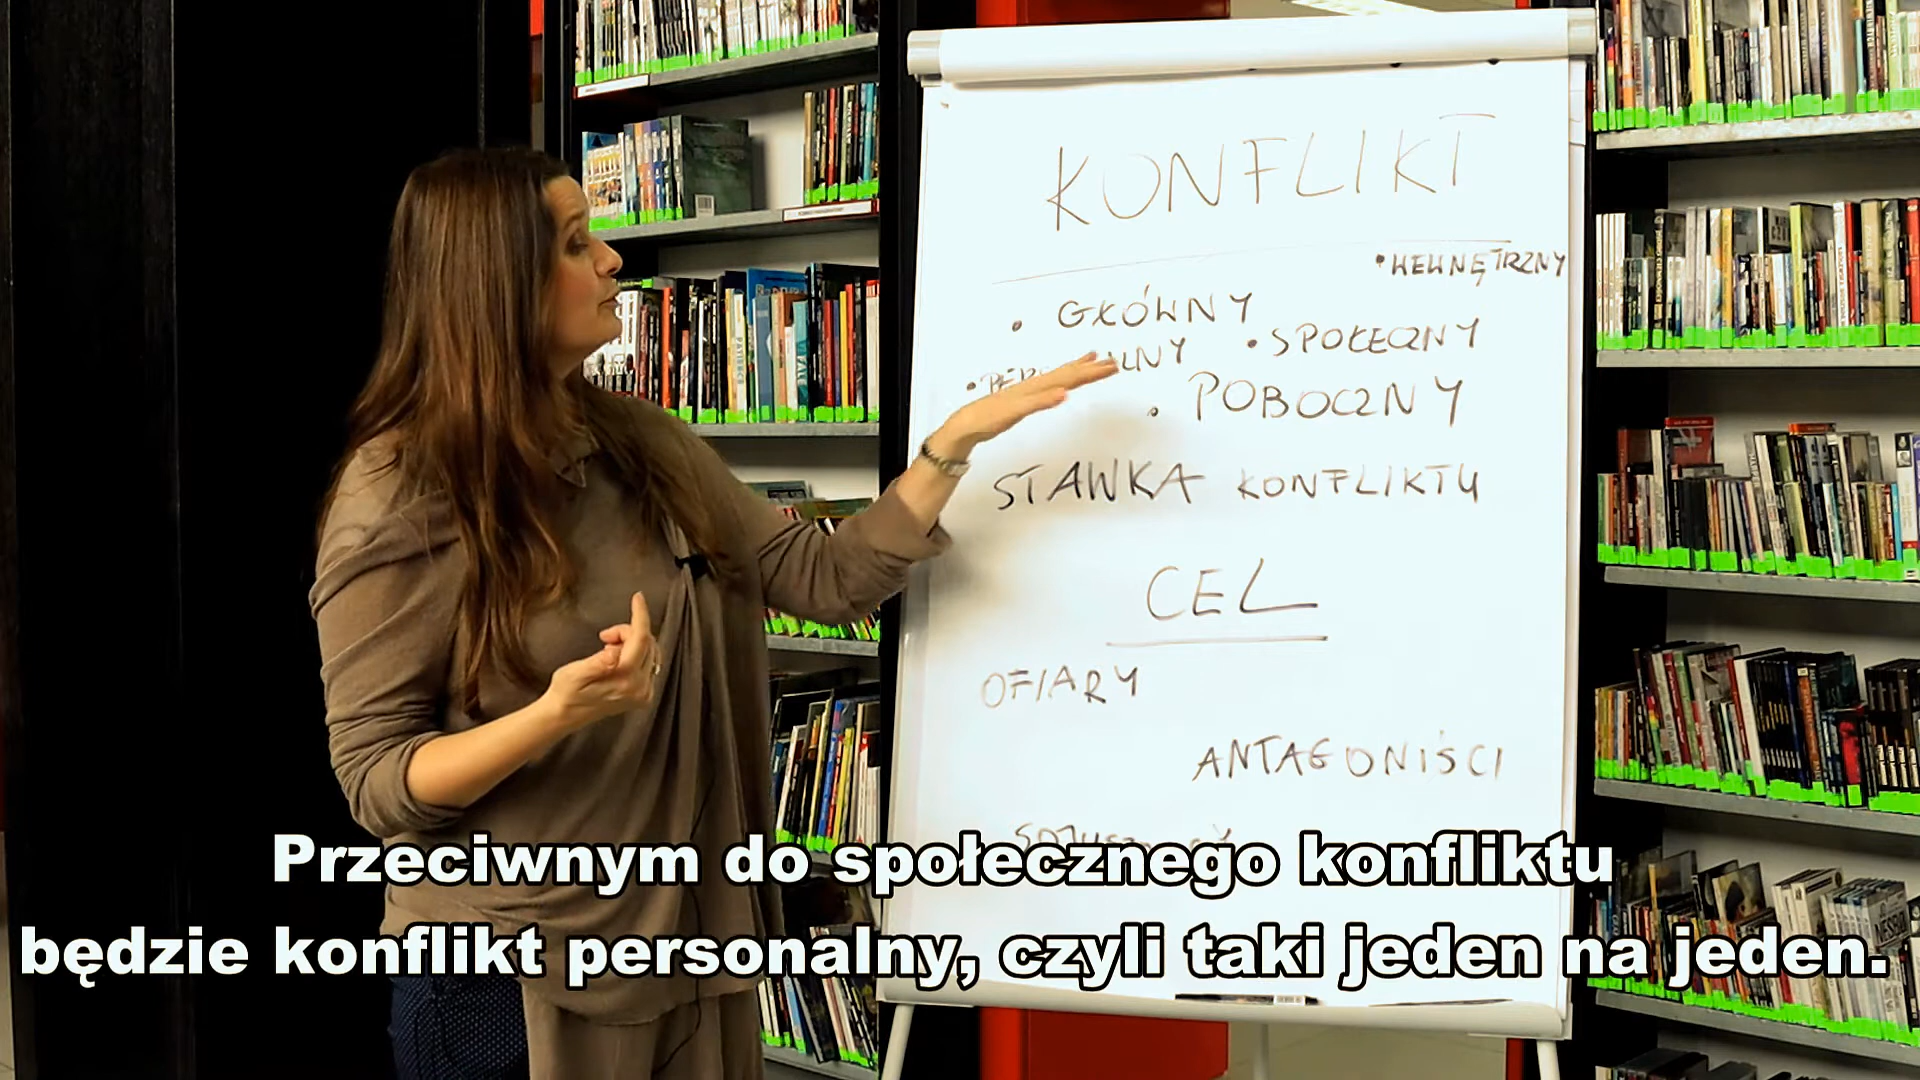 KONFLIKT
• WEWNĘTRZNY
• GŁÓWNY
• SPOŁECZNY
• POBOCZNY
STAWKA KONFLIKTU
CEL
OFIARY
ANTAGONIŚCI
Przeciwnym do społecznego konfliktu
będzie konflikt personalny, czyli taki jeden na jeden.